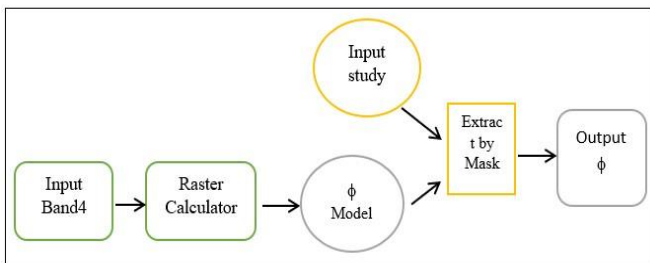 Input
study
Extrac
t by
Mask
Output
ϕ
Input
Band4
Raster
Calculator
ϕ
Model